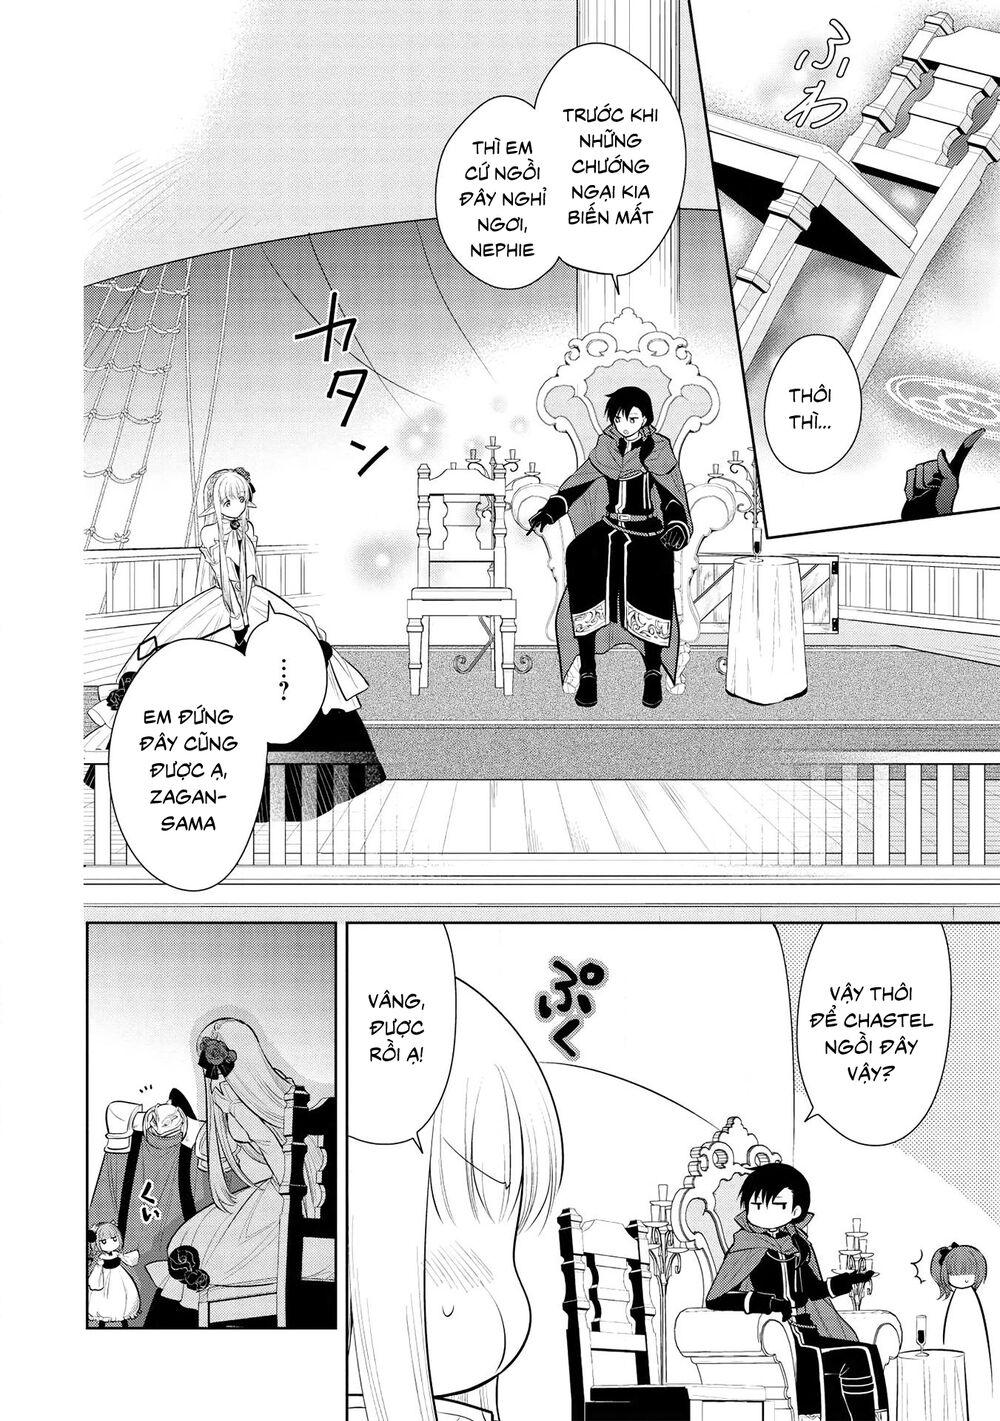 ふわ
THÔI
THÌ...
TRƯỚC KHI
NHỮNG
CHƯỚNG
NGẠI KIA
BIẾN MẤT
THÌ EM
CỨ NGỒI
ĐÂY NGHỈ
NGƠI,
NEPHIE
カタン
...?
EM ĐỨNG
ĐÂY CŨNG
ĐƯỢC Ạ,
ZAGAN-
SAMA
VẬY THÔI
ĐỂ CHASTEL
NGỒI ĐÂY
VẬY?
ぷく
VÂNG,
ĐƯỢC
RỒI Ạ!
くい